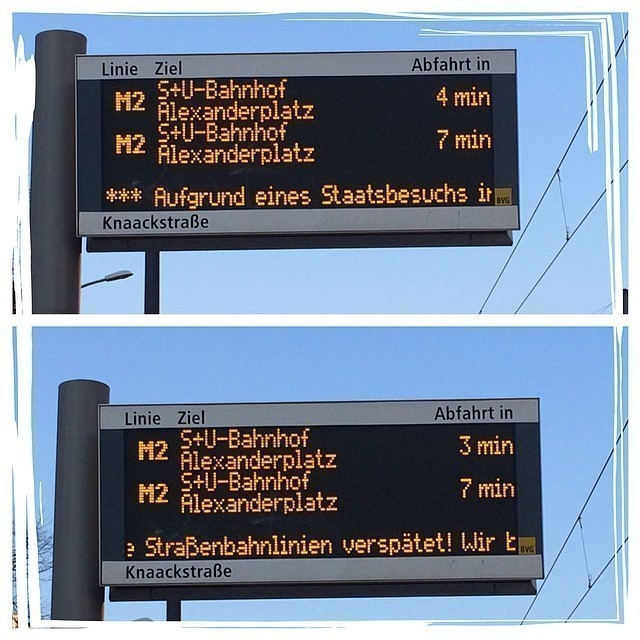 Linie Ziel Abfahrt in
M2 S+U-Bahnhof Alexanderplatz 4 min
M2 S+U-Bahnhof Alexanderplatz 7 min
*** Aufgrund eines Staatsbesuchs
BVG
Knaackstraße
Linie Ziel Abfahrt in
M2 S+U-Bahnhof Alexanderplatz 3 min
M2 S+U-Bahnhof Alexanderplatz 7 min
Straßenbahnlinien verspätet! Wir
BVG
Knaackstraße